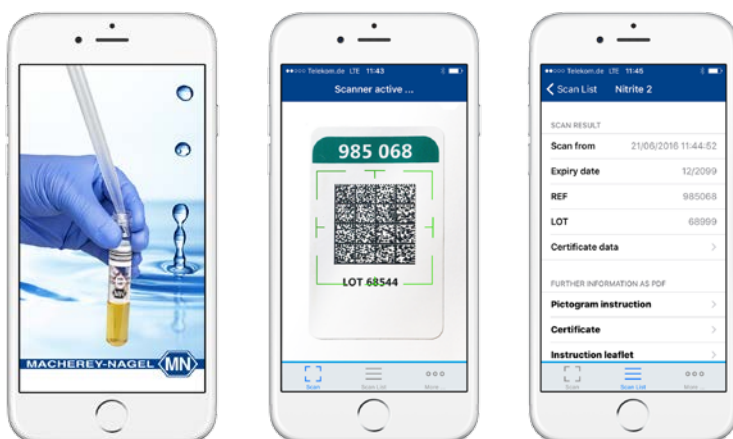 MN
MACHEREY-NAGEL MN
Telekom.de LTE 11:43
Scanner active ...
985 068
LOT 68544
Scan
Scan List
More ...
Telekom.de LTE 11:45
Scan List Nitrite 2
SCAN RESULT
Scan from 21/06/2016 11:44:52
Expiry date 12/2099
REF 985068
LOT 68999
Certificate data
FURTHER INFORMATION AS PDF
Pictogram instruction
Certificate
Instruction leaflet
Scan
Scan List
More ...